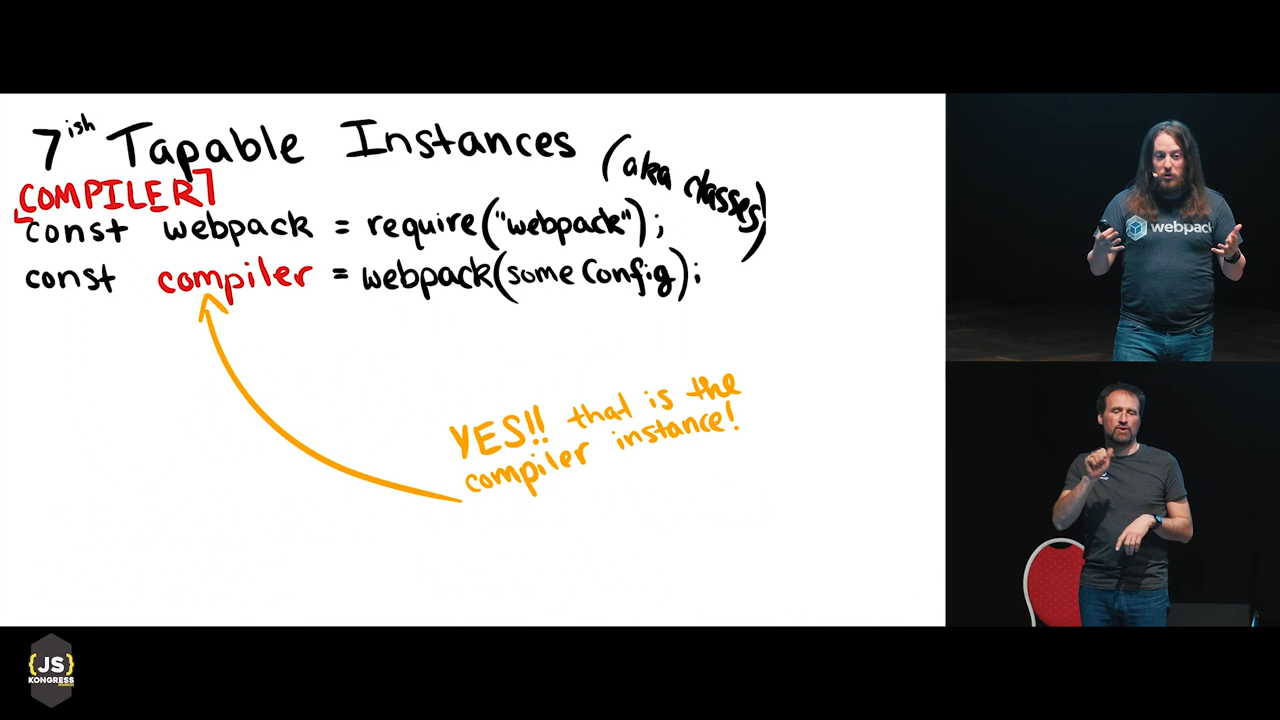 7ish Tapable Instances
(aka classes)
COMPILER
const webpack = require("webpack");
const compiler = webpack(someConfig);
YES!! that is the
compiler instance!
webpack
{JS}
KONGRESS